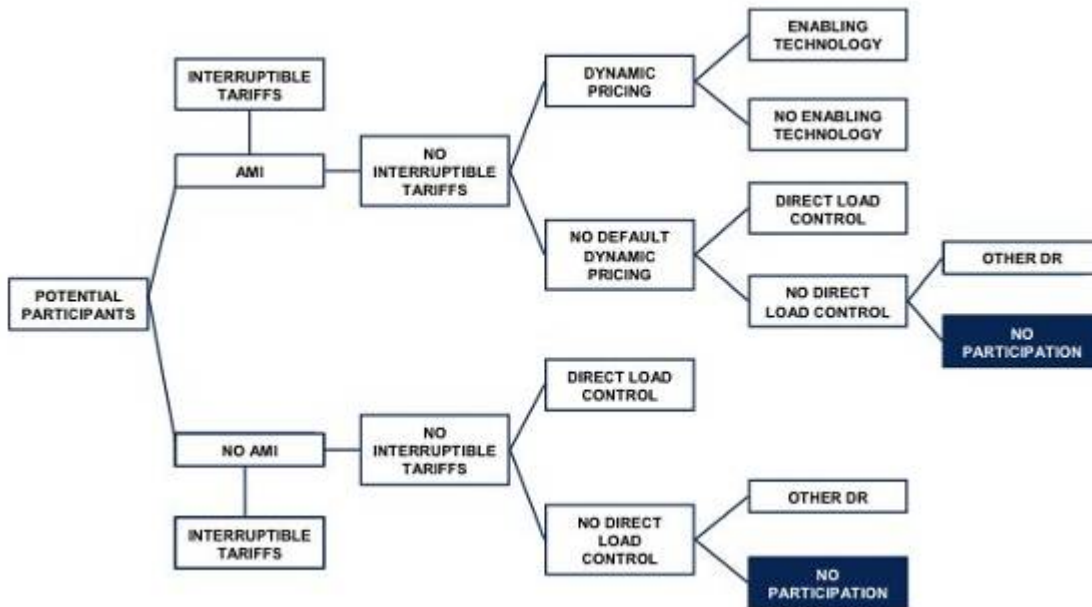 ENABLING
TECHNOLOGY
INTERRUPTIBLE
TARIFFS
DYNAMIC
PRICING
NO ENABLING
TECHNOLOGY
AMI
NO
INTERRUPTIBLE
TARIFFS
DIRECT LOAD
CONTROL
NO DEFAULT
DYNAMIC
PRICING
OTHER DR
POTENTIAL
PARTICIPANTS
NO DIRECT
LOAD CONTROL
NO
PARTICIPATION
DIRECT LOAD
CONTROL
NO AMI
NO
INTERRUPTIBLE
TARIFFS
OTHER DR
INTERRUPTIBLE
TARIFFS
NO DIRECT
LOAD
CONTROL
NO
PARTICIPATION